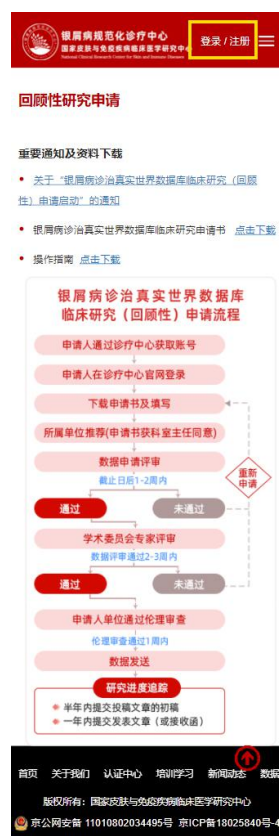 银屑病规范化诊疗中心
国家皮肤与免疫疾病临床医学研究中心
National Clinical Research Center for Skin and Immune Diseases
登录 / 注册
回顾性研究申请
重要通知及资料下载
关于“银屑病诊治真实世界数据库临床研究（回顾
性）申请启动”的通知
银屑病诊治真实世界数据库临床研究申请书 点击下载
操作指南 点击下载
银屑病诊治真实世界数据库
临床研究（回顾性）申请流程
申请人通过诊疗中心获取账号
申请人在诊疗中心官网登录
下载申请书及填写
所属单位推荐(申请书获科室主任同意)
数据申请评审
截止日后1-2周内
重新
申请
通过
未通过
学术委员会专家评审
数据评审通过2-3周内
通过
未通过
申请人单位通过伦理审查
伦理审查通过1周内
数据发送
研究进度追踪
半年内提交投稿文章的初稿
一年内提交发表文章（或接收函）
首页 关于我们 认证中心 培训学习 新闻动态 数据
版权所有：国家皮肤与免疫疾病临床医学研究中心
京公网安备 11010802034495号 京ICP备18025840号-4